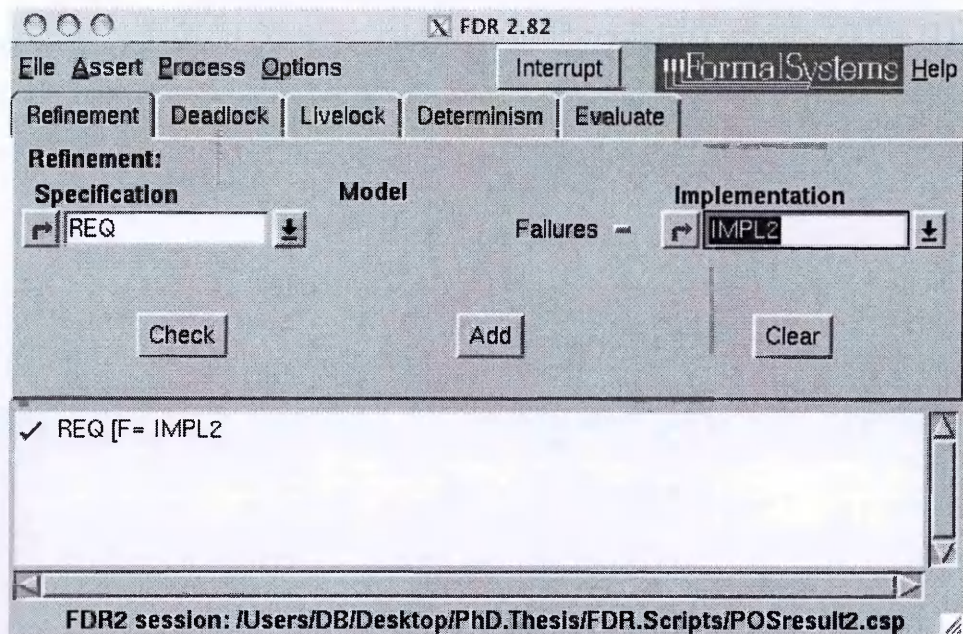 X FDR 2.82
File Assert Process Options Interrupt FormalSystems Help
Refinement Deadlock Livelock Determinism Evaluate
Refinement:
Specification Model Implementation
REQ Failures IMPL2
Check Add Clear
✓ REQ [F= IMPL2
FDR2 session: /Users/DB/Desktop/PhD.Thesis/FDR.Scripts/POSresult2.csp